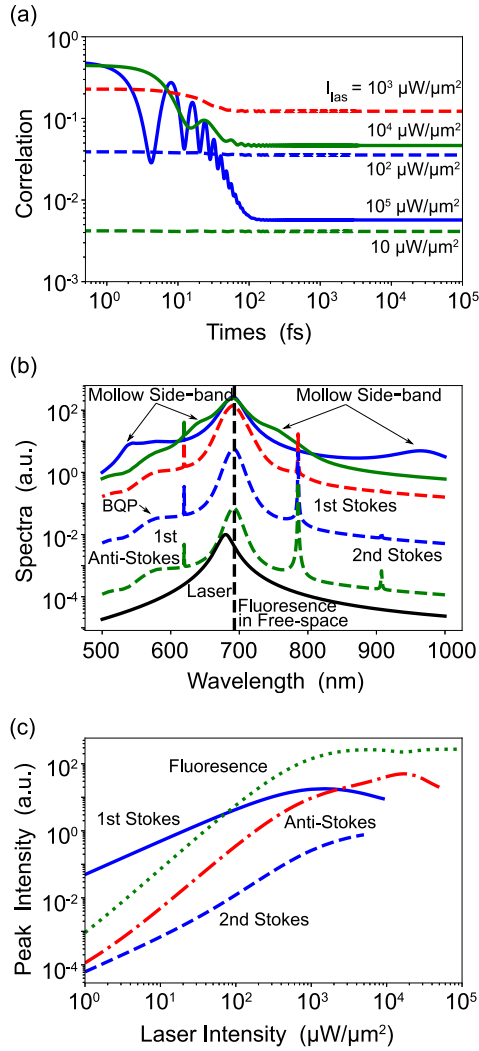 (a)
10⁰
10⁻¹
10⁻²
10⁻³
Correlation
I_las = 10³ µW/µm²
10⁴ µW/µm²
10² µW/µm²
10⁵ µW/µm²
10 µW/µm²
10⁰ 10¹ 10² 10³ 10⁴ 10⁵
Times (fs)
(b)
Mollow Side-band
Mollow Side-band
10²
10⁰
10⁻²
10⁻⁴
Spectra (a.u.)
BQP
1st
Anti-Stokes
1st Stokes
2nd Stokes
Laser
Fluoresence
in Free-space
500 600 700 800 900 1000
Wavelength (nm)
(c)
10²
10⁰
10⁻²
10⁻⁴
Peak Intensity (a.u.)
Fluoresence
1st Stokes
Anti-Stokes
2nd Stokes
10⁰ 10¹ 10² 10³ 10⁴ 10⁵
Laser Intensity (µW/µm²)